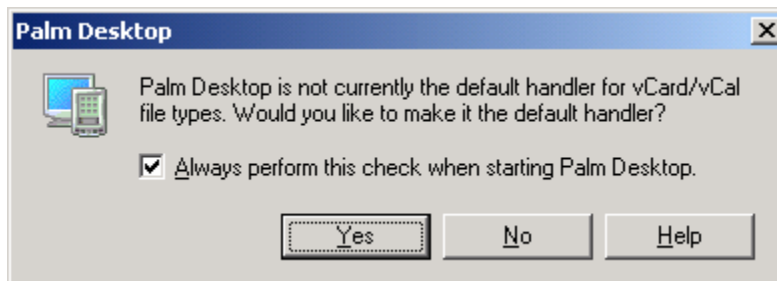 Palm Desktop
Palm Desktop is not currently the default handler for vCard/vCal
file types. Would you like to make it the default handler?
Always perform this check when starting Palm Desktop.
Yes No Help